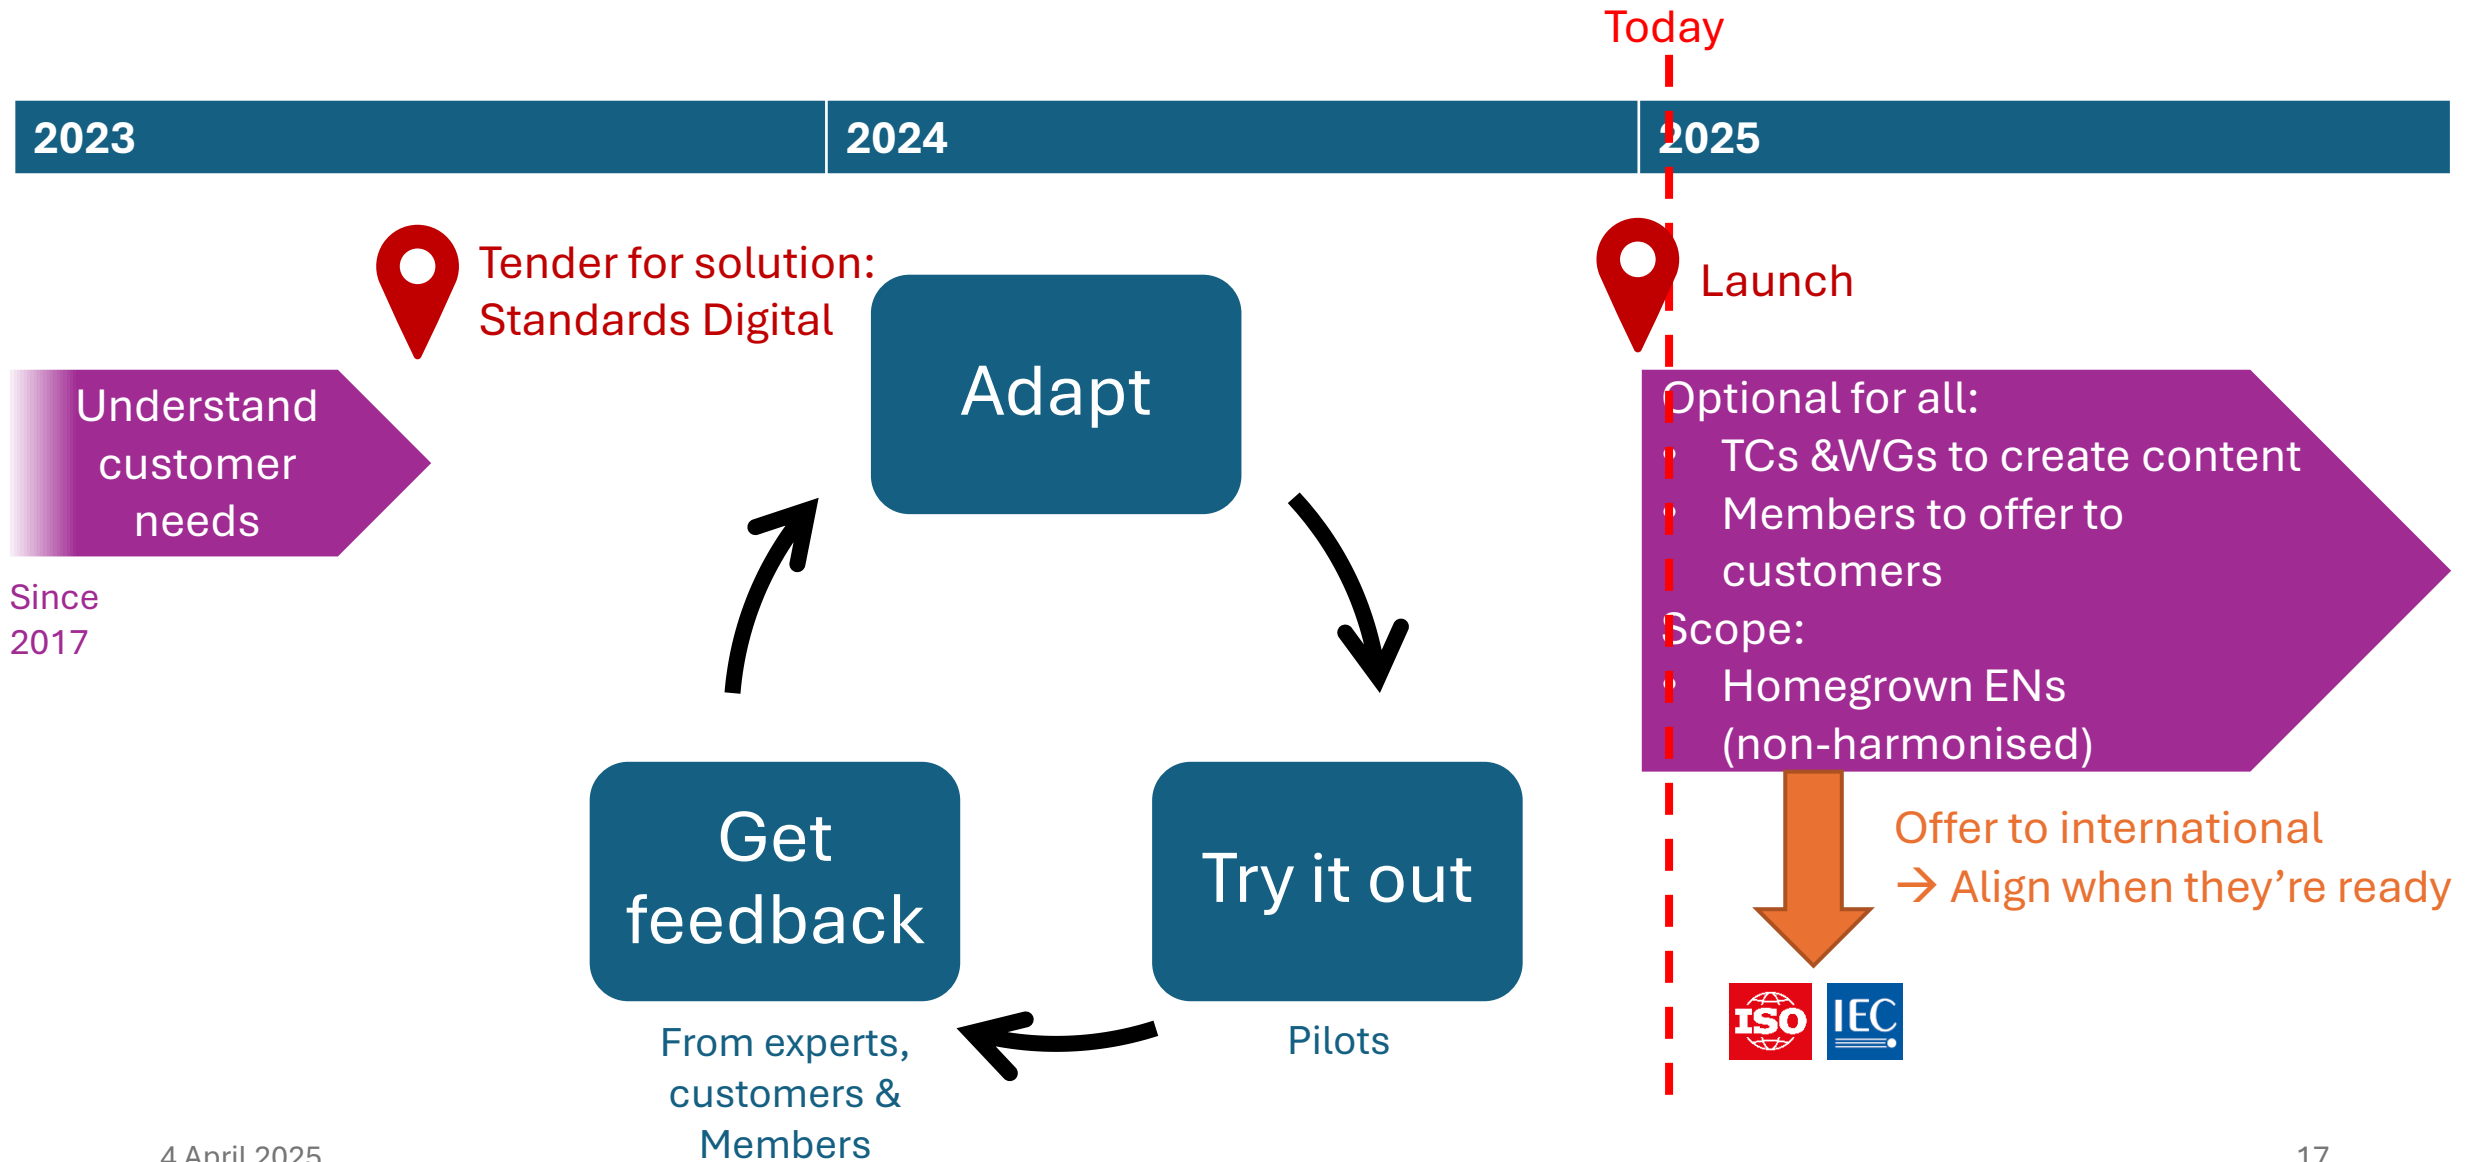 Today
2023
2024
2025
Tender for solution:
Standards Digital
Launch
Understand
customer
needs
Since
2017
Adapt
Try it out
Pilots
Get
feedback
From experts,
customers &
Members
Optional for all:
• TCs &WGs to create content
• Members to offer to
customers
Scope:
• Homegrown ENs
(non-harmonised)
Offer to international
→ Align when they’re ready
ISO
IEC
4 April 2025
17